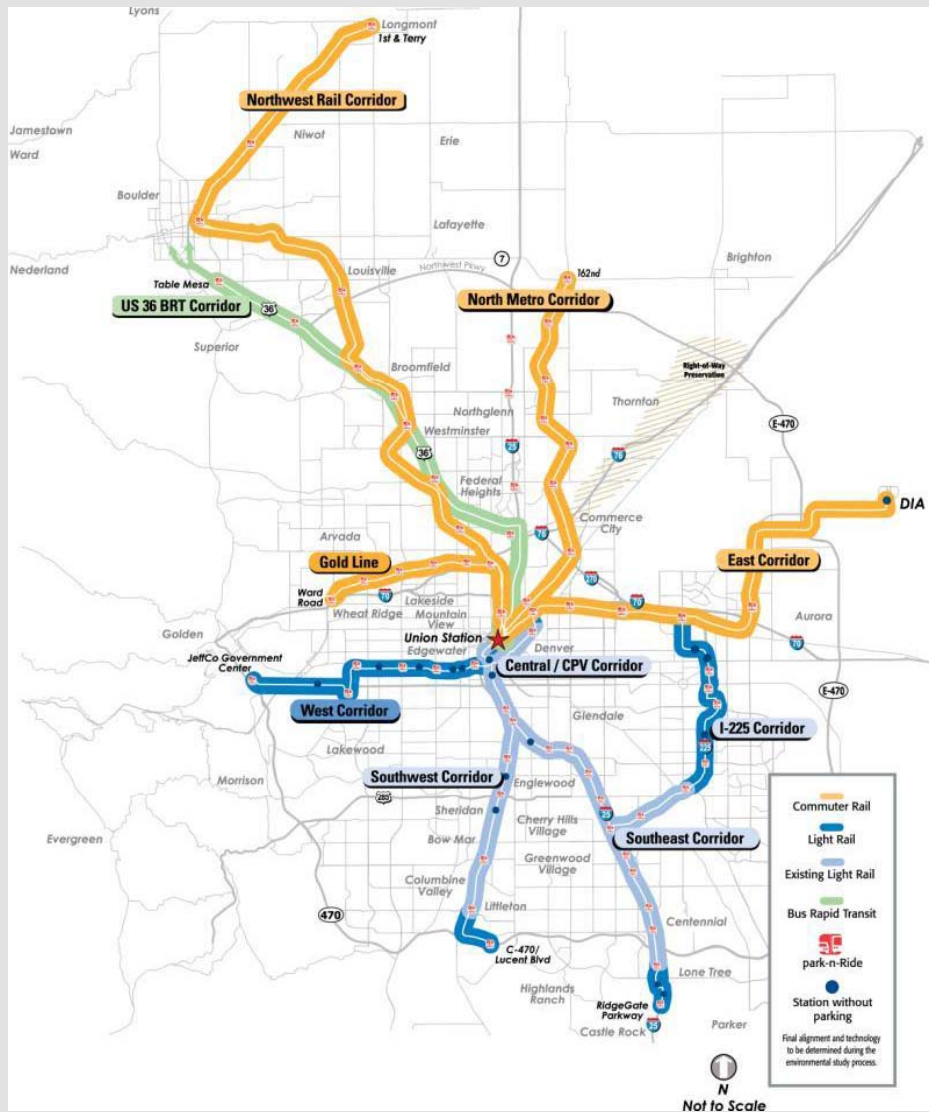 Lyons
Longmont
1st & Terry
Northwest Rail Corridor
Jamestown
Niwot
Erie
Ward
Boulder
Lafayette
Nederland
Louisville
Northwest Pkwy
7
162nd
Brighton
Table Mesa
US 36 BRT Corridor
36
North Metro Corridor
Superior
Broomfield
Right-of-Way
Preservation
Thornton
Northglenn
Westminster
E-470
36
25
76
Federal
Heights
Commerce
City
DIA
Arvada
76
Gold Line
270
East Corridor
Ward
Road
70
Lakeside
70
Wheat Ridge
Mountain
View
Aurora
Golden
Union Station
Edgewater
Denver
70
JeffCo Government
Center
Central / CPV Corridor
E-470
West Corridor
Glendale
I-225 Corridor
Lakewood
225
Morrison
Southwest Corridor
Englewood
285
Sheridan
25
Cherry Hills
Village
Southeast Corridor
Evergreen
Bow Mar
Greenwood
Village
Columbine
Valley
Littleton
470
Centennial
C-470/
Lucent Blvd
Lone Tree
Highlands
Ranch
RidgeGate
Parkway
25
Castle Rock
Parker
Commuter Rail
Light Rail
Existing Light Rail
Bus Rapid Transit
park-n-Ride
Station without
parking
Final alignment and technology
to be determined during the
environmental study process.
N
Not to Scale